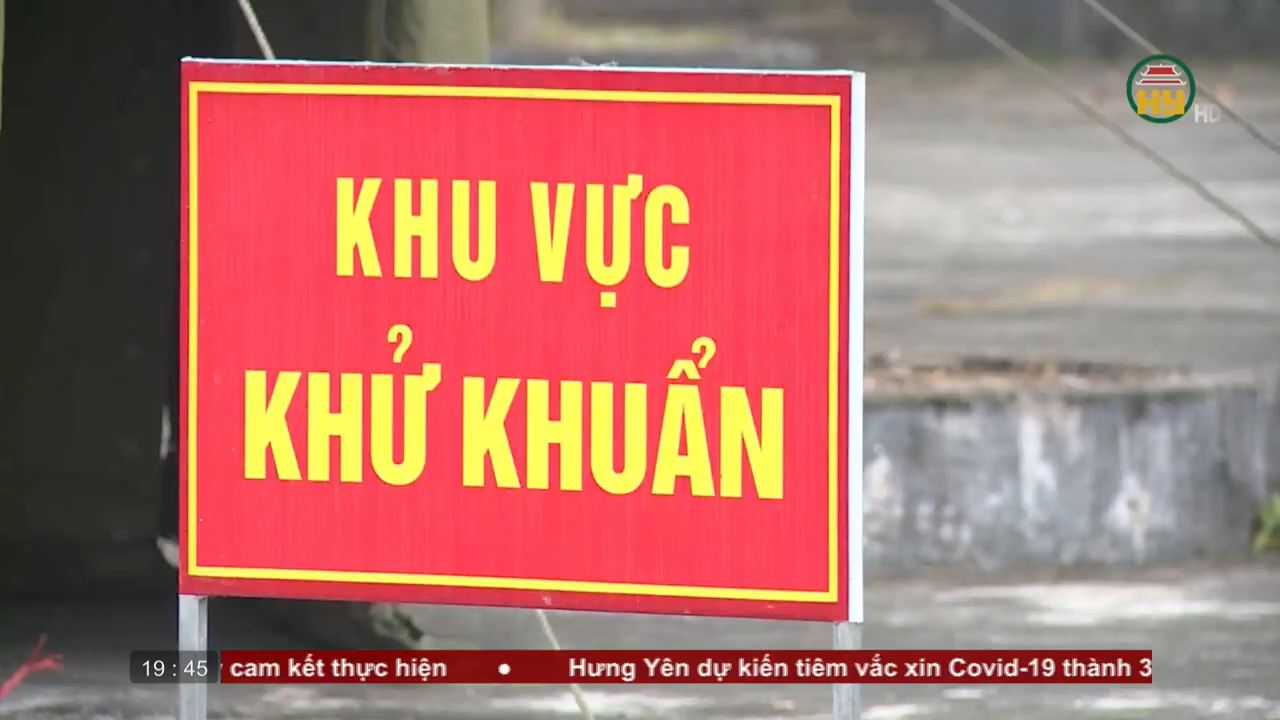 HY HD
KHU VỰC
KHỬ KHUẨN
19 : 45 cam kết thực hiện ● Hưng Yên dự kiến tiêm vắc xin Covid-19 thành 3